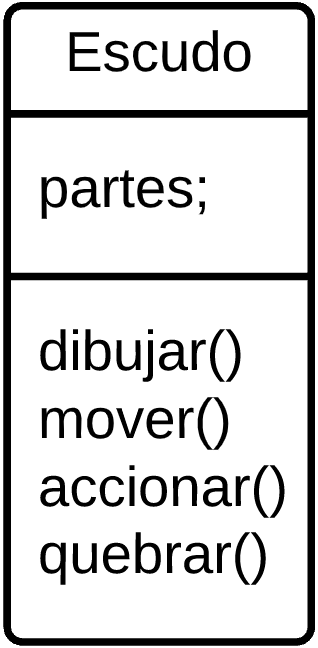 Escudo
partes;
dibujar()
mover()
accionar()
quebrar()